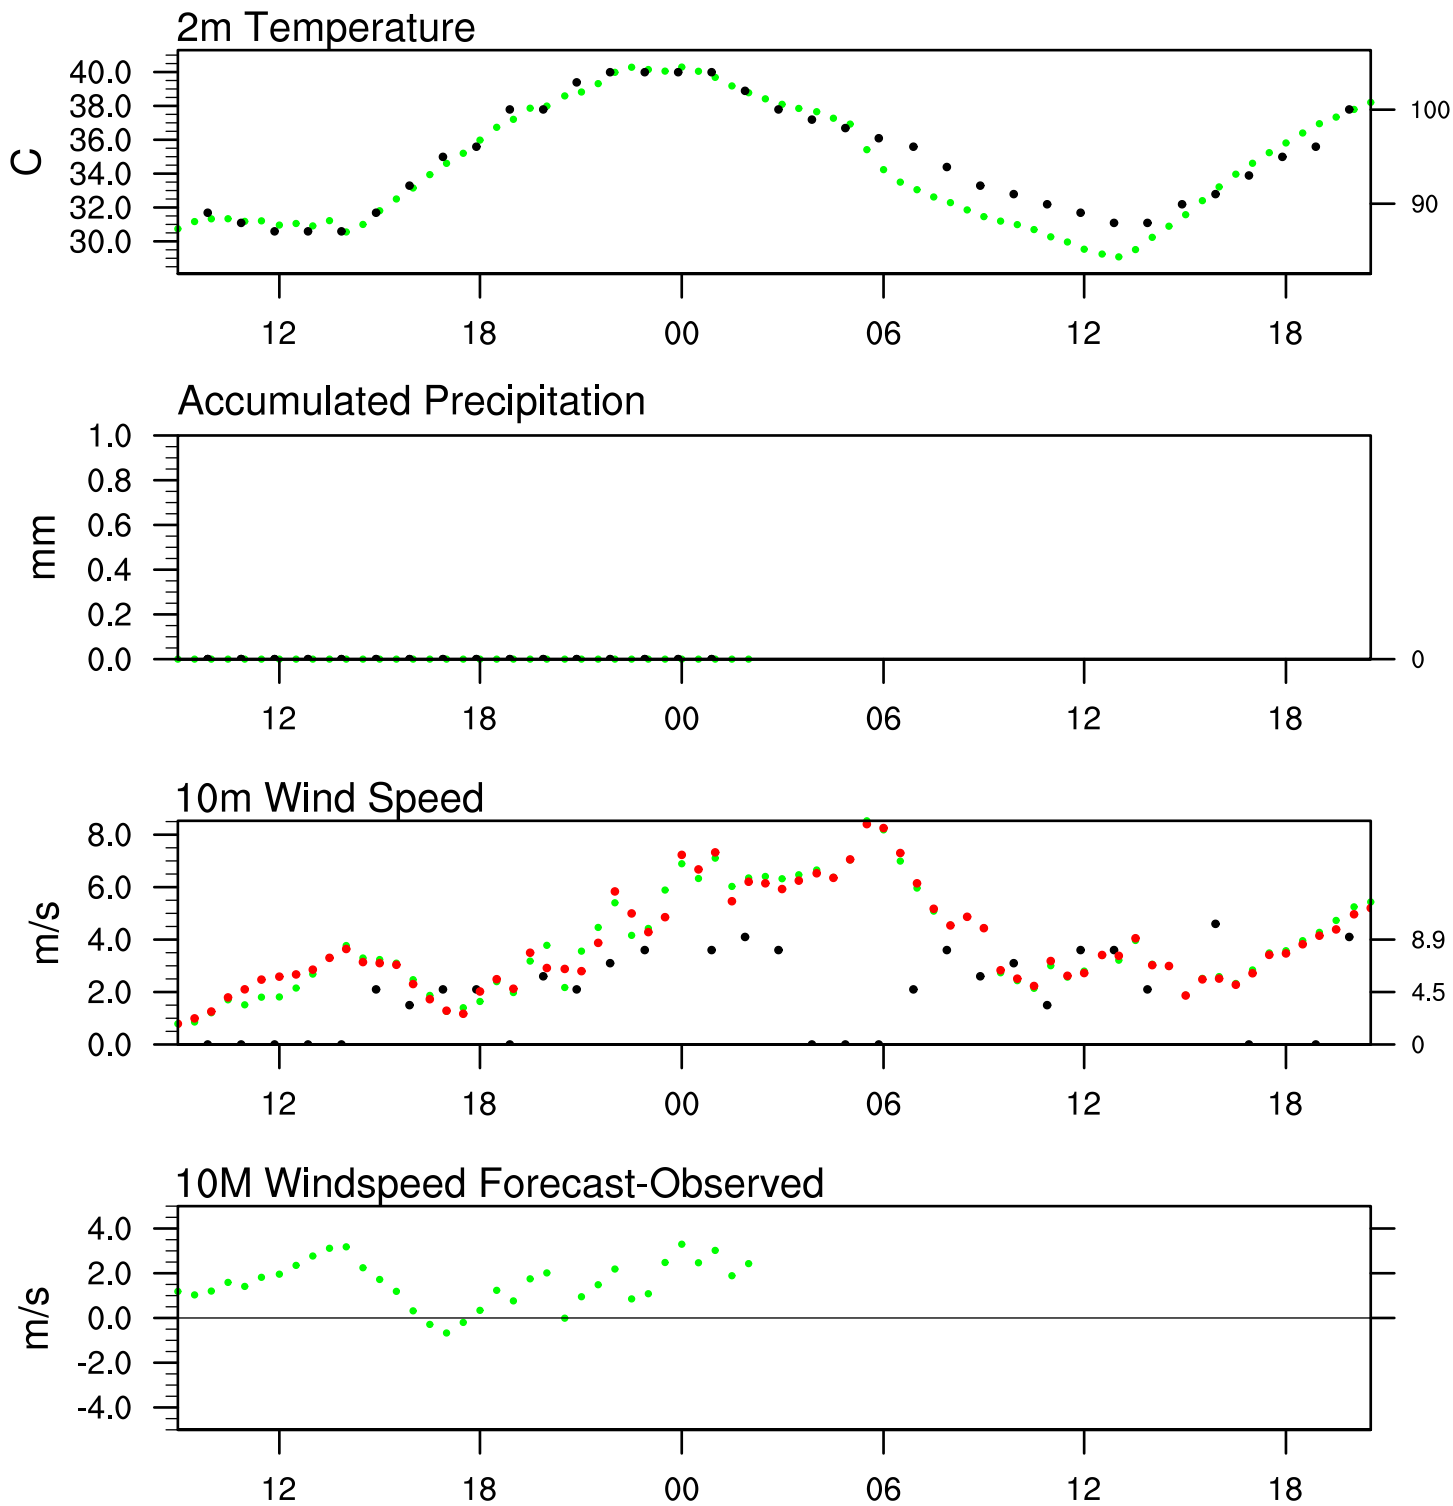 2m Temperature
40.0
38.0
36.0
34.0
32.0
30.0
C
100
90
12 18 00 06 12 18
Accumulated Precipitation
1.0
0.8
0.6
0.4
0.2
0.0
mm
0
12 18 00 06 12 18
10m Wind Speed
8.0
6.0
4.0
2.0
0.0
m/s
8.9
4.5
0
12 18 00 06 12 18
10M Windspeed Forecast-Observed
4.0
2.0
0.0
-2.0
-4.0
m/s
12 18 00 06 12 18